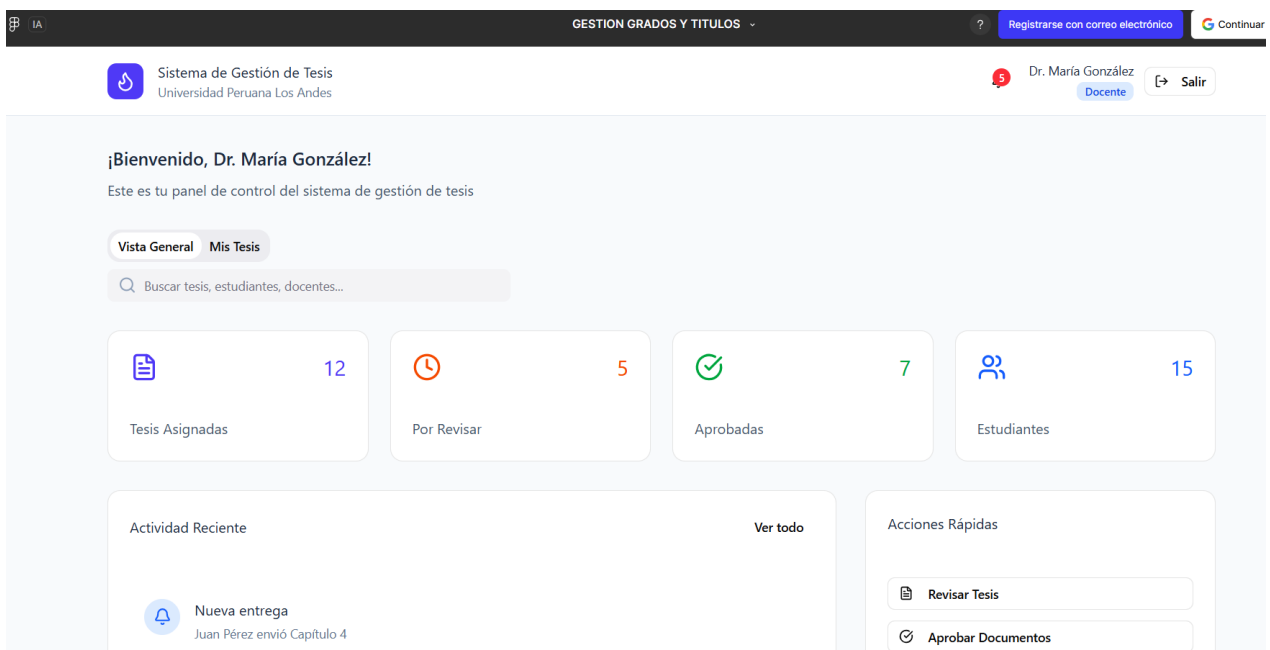 IA
GESTION GRADOS Y TITULOS
?
Registrarse con correo electrónico
G Continuar
Sistema de Gestión de Tesis
Universidad Peruana Los Andes
5
Dr. María González
Docente
Salir
¡Bienvenido, Dr. María González!
Este es tu panel de control del sistema de gestión de tesis
Vista General
Mis Tesis
Buscar tesis, estudiantes, docentes...
12
Tesis Asignadas
5
Por Revisar
7
Aprobadas
15
Estudiantes
Actividad Reciente
Ver todo
Nueva entrega
Juan Pérez envió Capítulo 4
Acciones Rápidas
Revisar Tesis
Aprobar Documentos